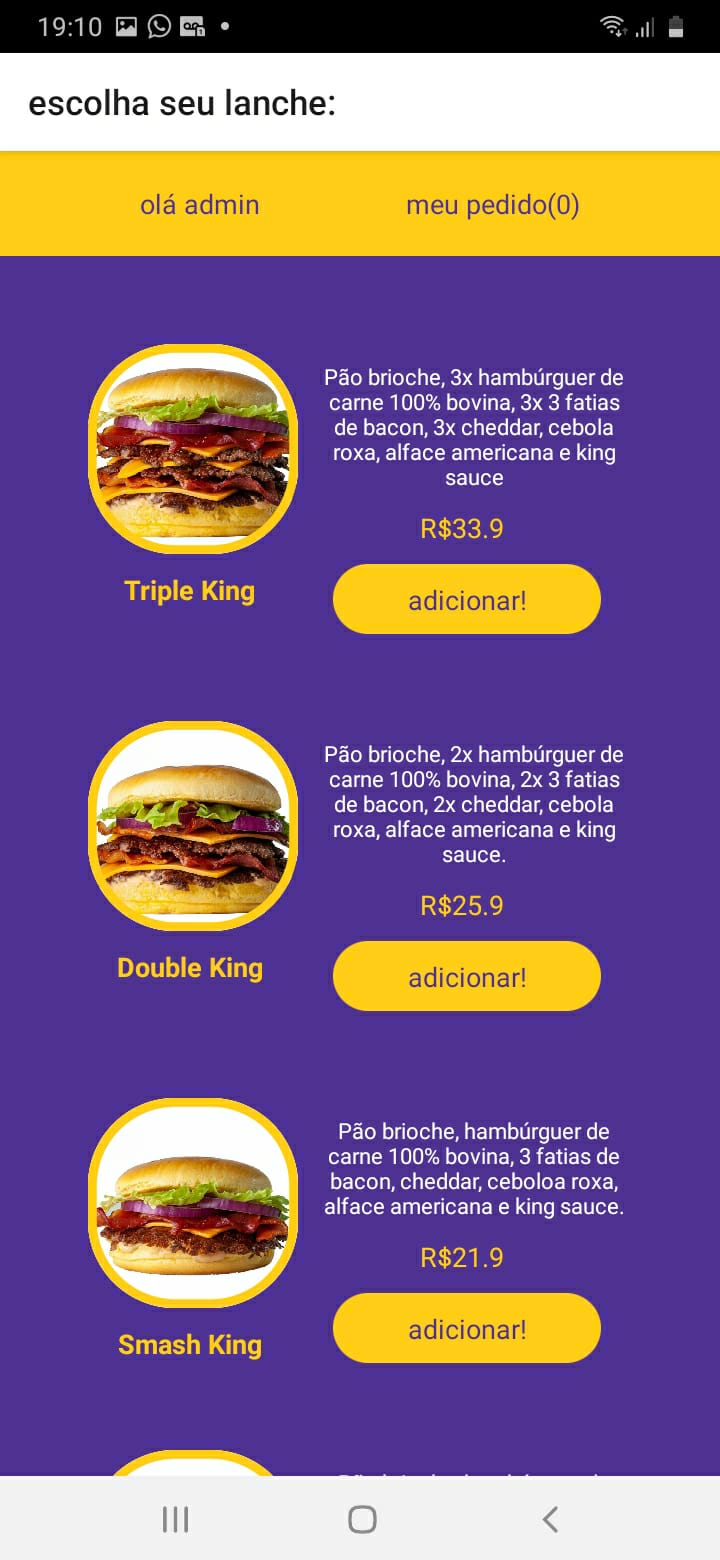 19:10
escolha seu lanche:
olá admin
meu pedido(0)
Pão brioche, 3x hambúrguer de
carne 100% bovina, 3x 3 fatias
de bacon, 3x cheddar, cebola
roxa, alface americana e king
sauce
R$33.9
Triple King
adicionar!
Pão brioche, 2x hambúrguer de
carne 100% bovina, 2x 3 fatias
de bacon, 2x cheddar, cebola
roxa, alface americana e king
sauce.
R$25.9
Double King
adicionar!
Pão brioche, hambúrguer de
carne 100% bovina, 3 fatias de
bacon, cheddar, ceboloa roxa,
alface americana e king sauce.
R$21.9
adicionar!
Smash King